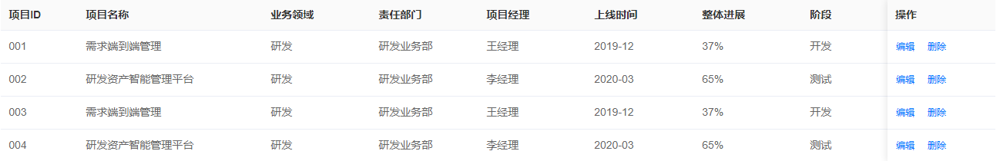 项目ID 项目名称 业务领域 责任部门 项目经理 上线时间 整体进展 阶段 操作
001 需求端到端管理 研发 研发业务部 王经理 2019-12 37% 开发 编辑 删除
002 研发资产智能管理平台 研发 研发业务部 李经理 2020-03 65% 测试 编辑 删除
003 需求端到端管理 研发 研发业务部 王经理 2019-12 37% 开发 编辑 删除
004 研发资产智能管理平台 研发 研发业务部 李经理 2020-03 65% 测试 编辑 删除